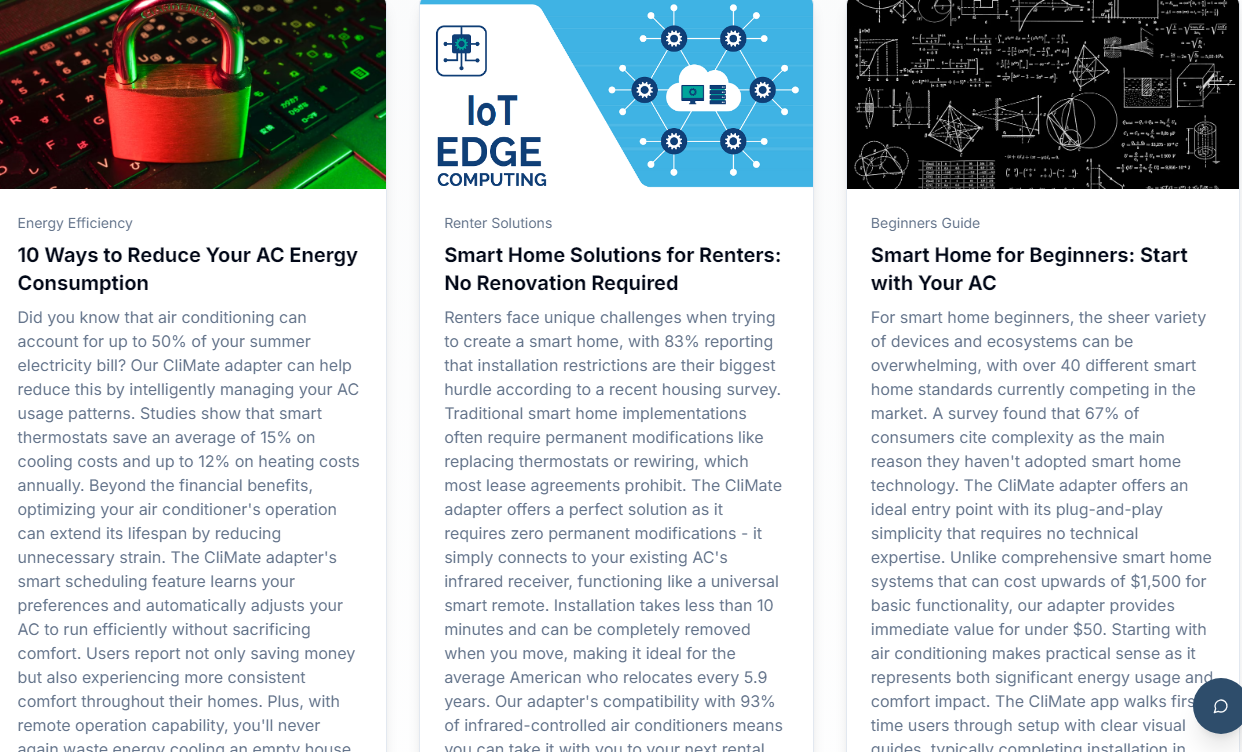 IoT
EDGE
COMPUTING
Energy Efficiency
10 Ways to Reduce Your AC Energy
Consumption
Did you know that air conditioning can
account for up to 50% of your summer
electricity bill? Our CliMate adapter can help
reduce this by intelligently managing your AC
usage patterns. Studies show that smart
thermostats save an average of 15% on
cooling costs and up to 12% on heating costs
annually. Beyond the financial benefits,
optimizing your air conditioner's operation
can extend its lifespan by reducing
unnecessary strain. The CliMate adapter's
smart scheduling feature learns your
preferences and automatically adjusts your
AC to run efficiently without sacrificing
comfort. Users report not only saving money
but also experiencing more consistent
comfort throughout their homes. Plus, with
remote operation capability, you'll never
again waste energy cooling an empty house
Renter Solutions
Smart Home Solutions for Renters:
No Renovation Required
Renters face unique challenges when trying
to create a smart home, with 83% reporting
that installation restrictions are their biggest
hurdle according to a recent housing survey.
Traditional smart home implementations
often require permanent modifications like
replacing thermostats or rewiring, which
most lease agreements prohibit. The CliMate
adapter offers a perfect solution as it
requires zero permanent modifications - it
simply connects to your existing AC's
infrared receiver, functioning like a universal
smart remote. Installation takes less than 10
minutes and can be completely removed
when you move, making it ideal for the
average American who relocates every 5.9
years. Our adapter's compatibility with 93%
of infrared-controlled air conditioners means
you can take it with you to your next rental
Beginners Guide
Smart Home for Beginners: Start
with Your AC
For smart home beginners, the sheer variety
of devices and ecosystems can be
overwhelming, with over 40 different smart
home standards currently competing in the
market. A survey found that 67% of
consumers cite complexity as the main
reason they haven't adopted smart home
technology. The CliMate adapter offers an
ideal entry point with its plug-and-play
simplicity that requires no technical
expertise. Unlike comprehensive smart home
systems that can cost upwards of $1,500 for
basic functionality, our adapter provides
immediate value for under $50. Starting with
air conditioning makes practical sense as it
represents both significant energy usage and
comfort impact. The CliMate app walks
time users through setup with clear visual
guides, typically completing installation in